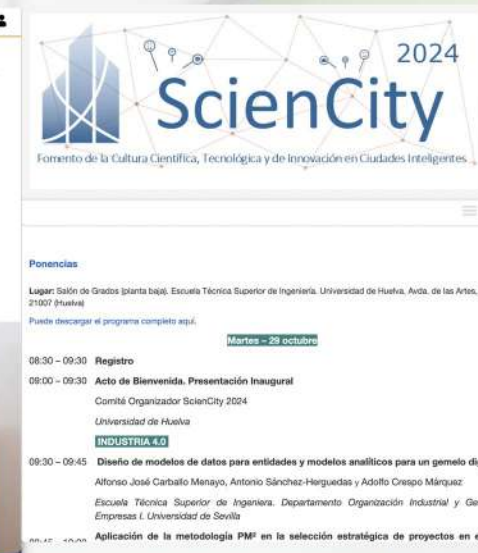 2024
ScienCity
Fomento de la Cultura Científica, Tecnológica y de Innovación en Ciudades Inteligentes
Ponencias
Lugar: Salón de Grados (planta baja). Escuela Técnica Superior de Ingeniería. Universidad de Huelva, Avda. de las Artes,
21007 (Huelva)
Puede descargar el programa completo aquí.
Martes – 29 octubre
08:30 – 09:30 Registro
09:00 – 09:30 Acto de Bienvenida. Presentación Inaugural
Comité Organizador ScienCity 2024
Universidad de Huelva
INDUSTRIA 4.0
09:30 – 09:45 Diseño de modelos de datos para entidades y modelos analíticos para un gemelo
Alfonso José Carballo Menayo, Antonio Sánchez-Herguedas y Adolfo Crespo Márquez
Escuela Técnica Superior de Ingeniera. Departamento Organización Industrial y
Empresas I. Universidad de Sevilla
Aplicación de la metodología PM² en la selección estratégica de proyectos en